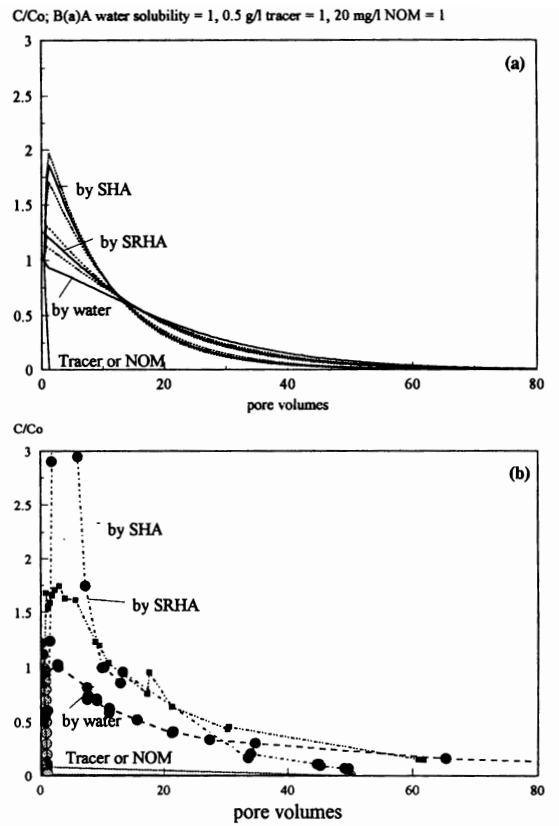 C/Co; B(a)A water solubility = 1, 0.5 g/l tracer = 1, 20 mg/l NOM = 1
3
(a)
2.5
2
by SHA
1.5
by SRHA
1
by water
0.5
Tracer or NOM
0
0 20 40 60 80
pore volumes
C/Co
3
(b)
2.5
by SHA
2
by SRHA
1.5
1
by water
0.5
Tracer or NOM
0
0 20 40 60 80
pore volumes